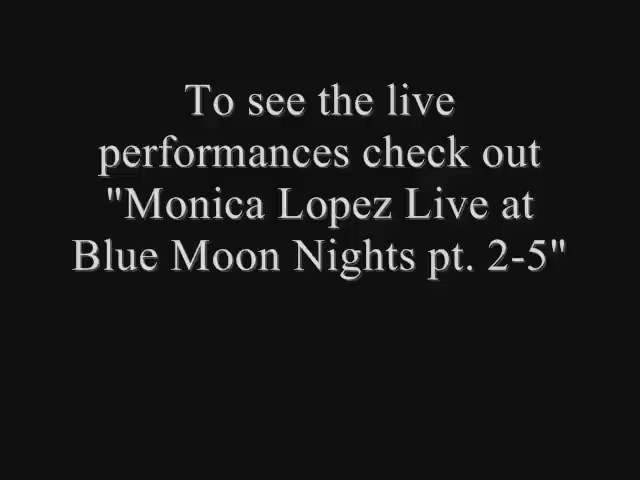 To see the live
performances check out
"Monica Lopez Live at
Blue Moon Nights pt. 2-5"